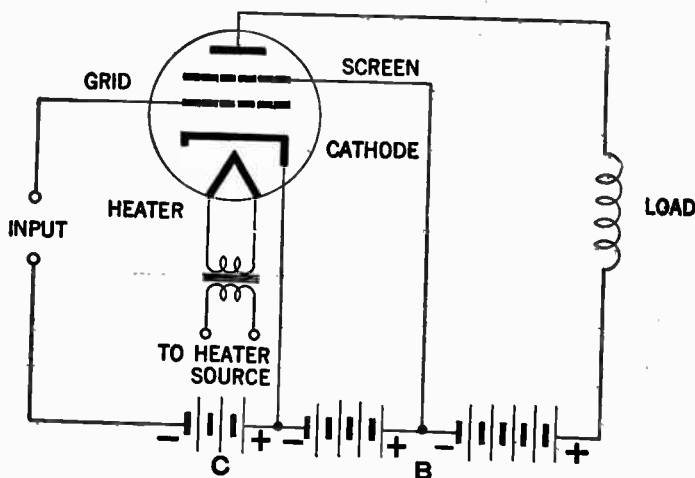 GRID
SCREEN
CATHODE
HEATER
INPUT
LOAD
TO HEATER
SOURCE
- + - + - +
C
B